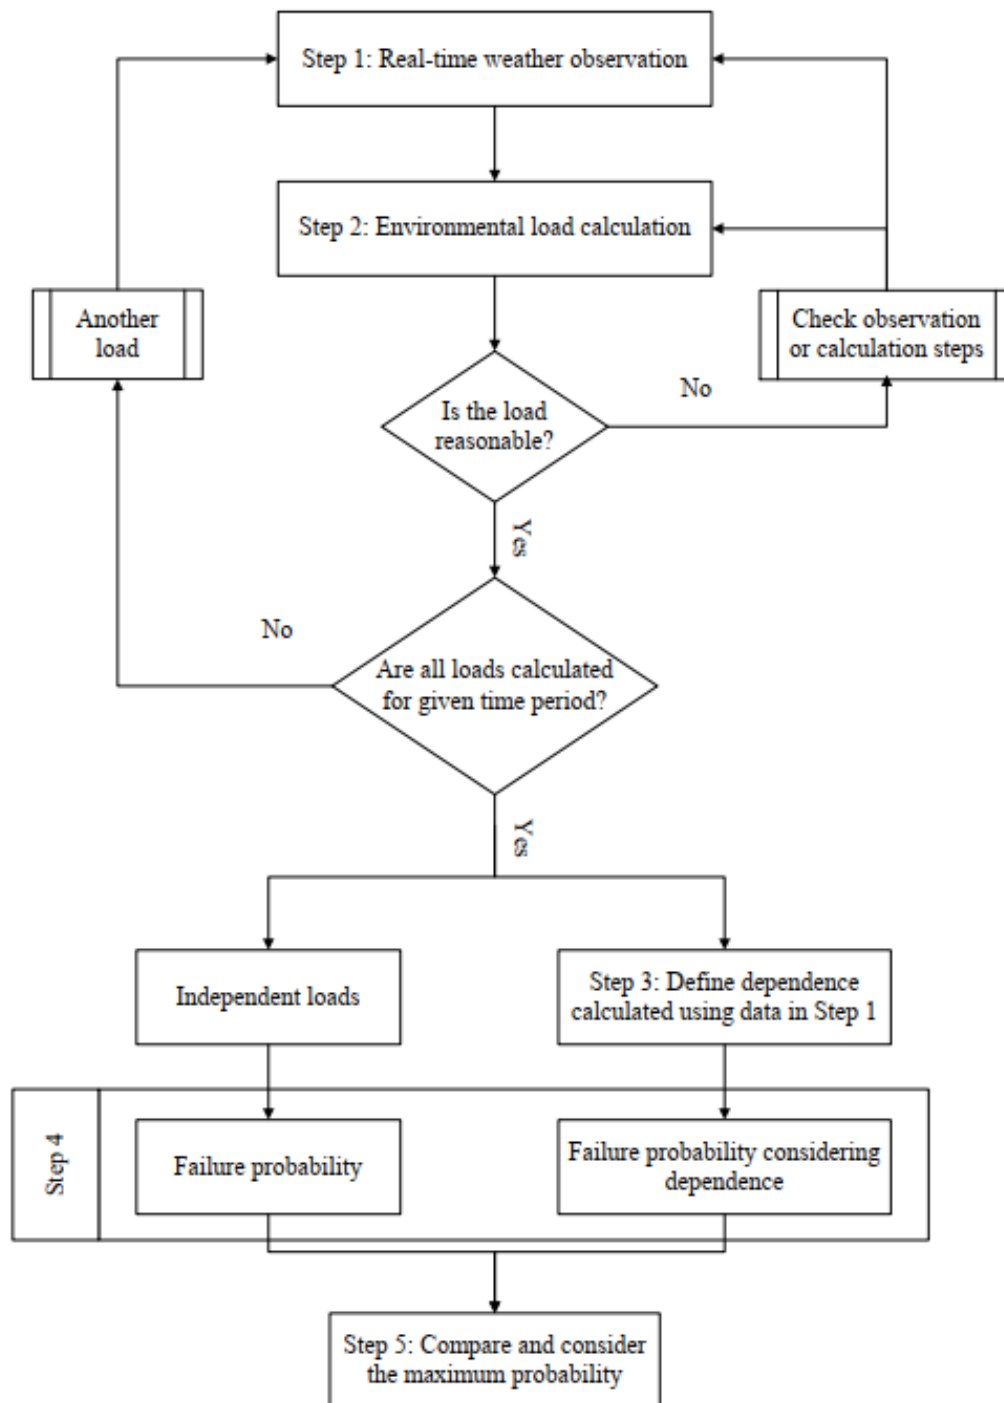 Step 1: Real-time weather observation
Step 2: Environmental load calculation
Another
load
Check observation
or calculation steps
Is the load
reasonable?
No
Yes
No
Are all loads calculated
for given time period?
Yes
Independent loads
Step 3: Define dependence
calculated using data in Step 1
Step 4
Failure probability
Failure probability considering
dependence
Step 5: Compare and consider
the maximum probability